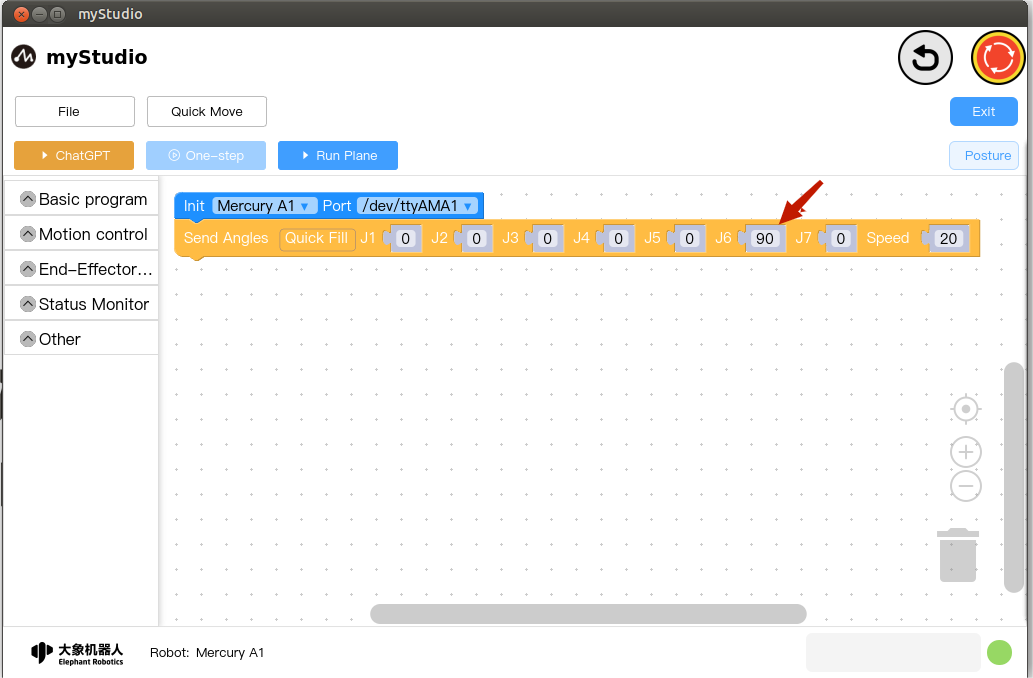 myStudio
myStudio
File Quick Move Exit
ChatGPT One-step Run Plane Posture
Basic program
Motion control
End-Effector...
Status Monitor
Other
Init Mercury A1 Port /dev/ttyAMA1
Send Angles Quick Fill J1 0 J2 0 J3 0 J4 0 J5 0 J6 90 J7 0 Speed 20
大象机器人
Elephant Robotics
Robot: Mercury A1